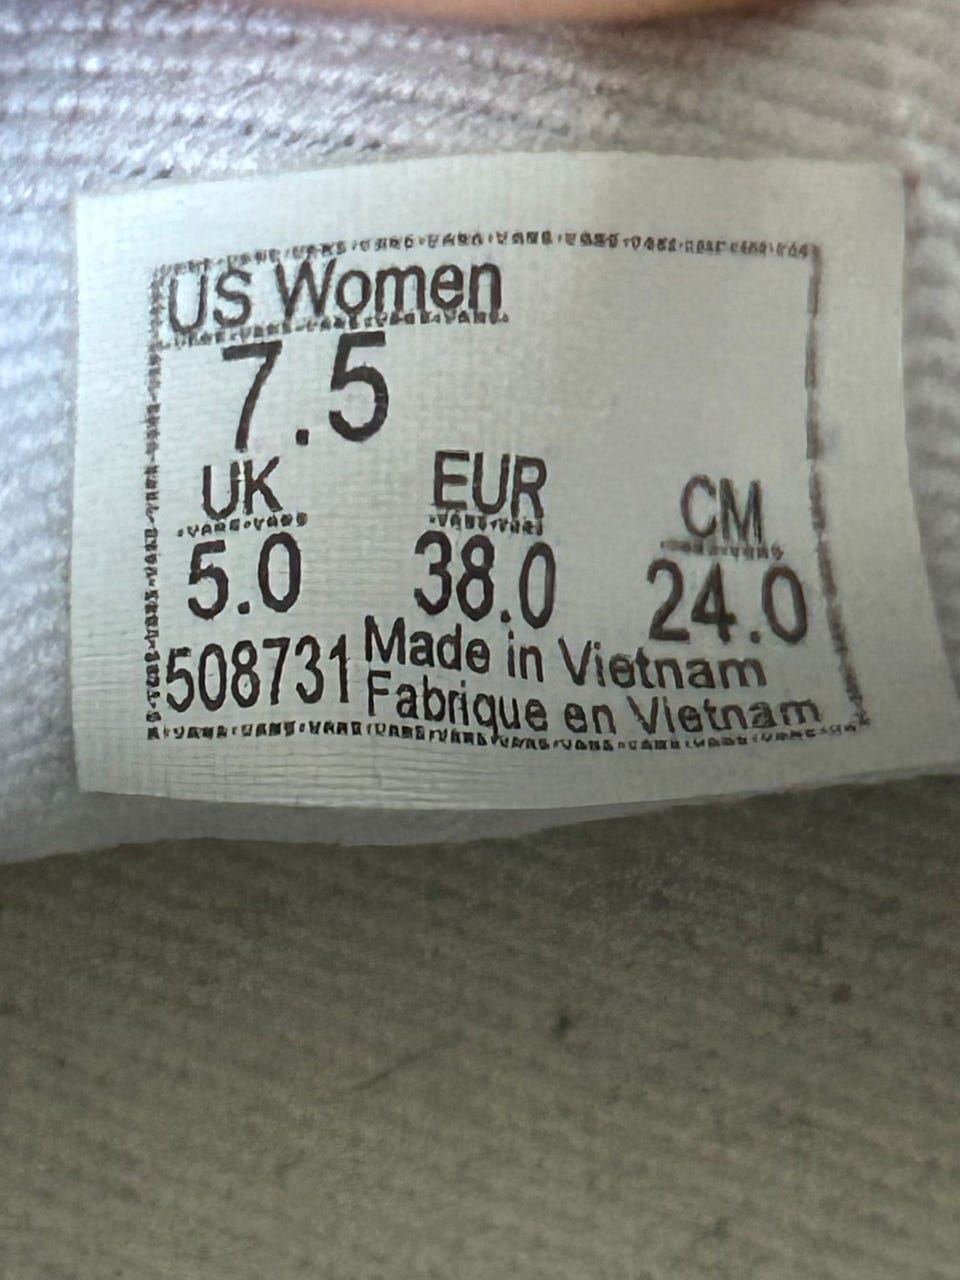 US Women
7.5
UK EUR CM
5.0 38.0 24.0
508731 Made in Vietnam
Fabrique en Vietnam